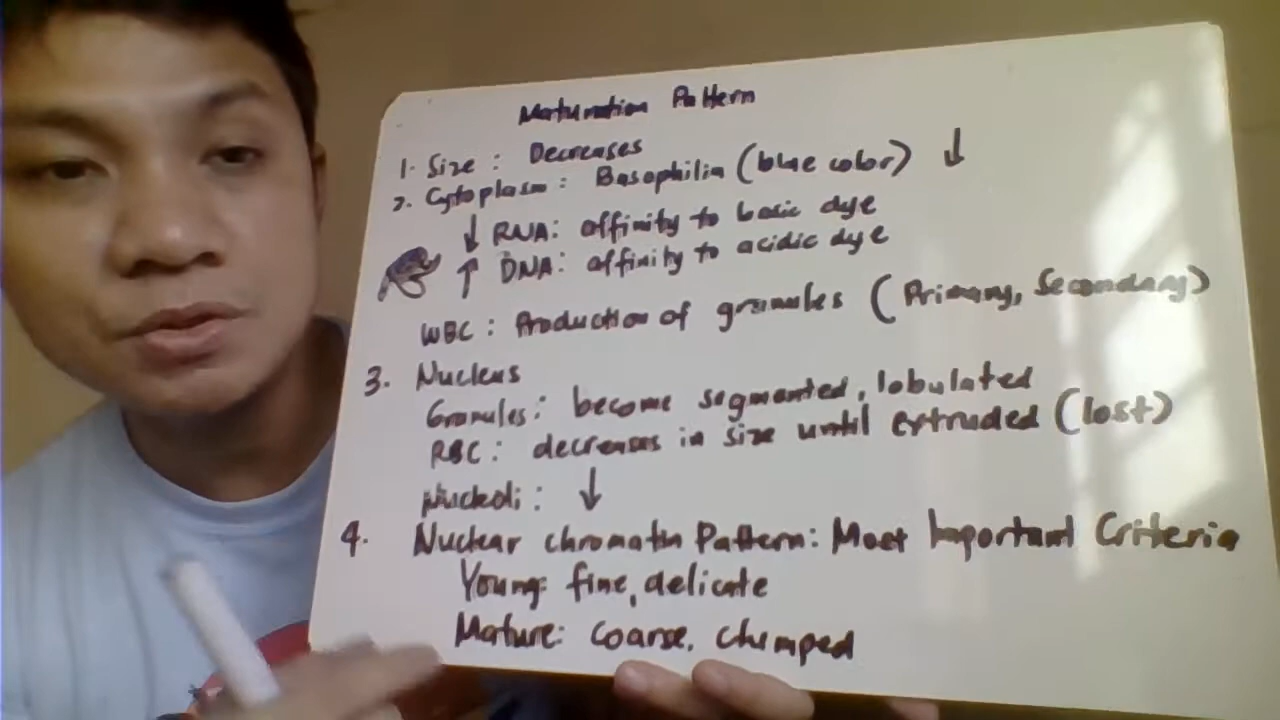 Maturation Pattern
1. Size: Decreases
2. Cytoplasm: Basophilia (blue color) ↓
↓ RNA: affinity to basic dye
↑ DNA: affinity to acidic dye
WBC: Production of granules (Primary, Secondary)
3. Nucleus
Granules: become segmented, lobulated
RBC: decreases in size until extruded (lost)
Nucleoli: ↓
4. Nuclear chromatin Pattern: Most Important Criteria
Young: fine, delicate
Mature: coarse, clumped